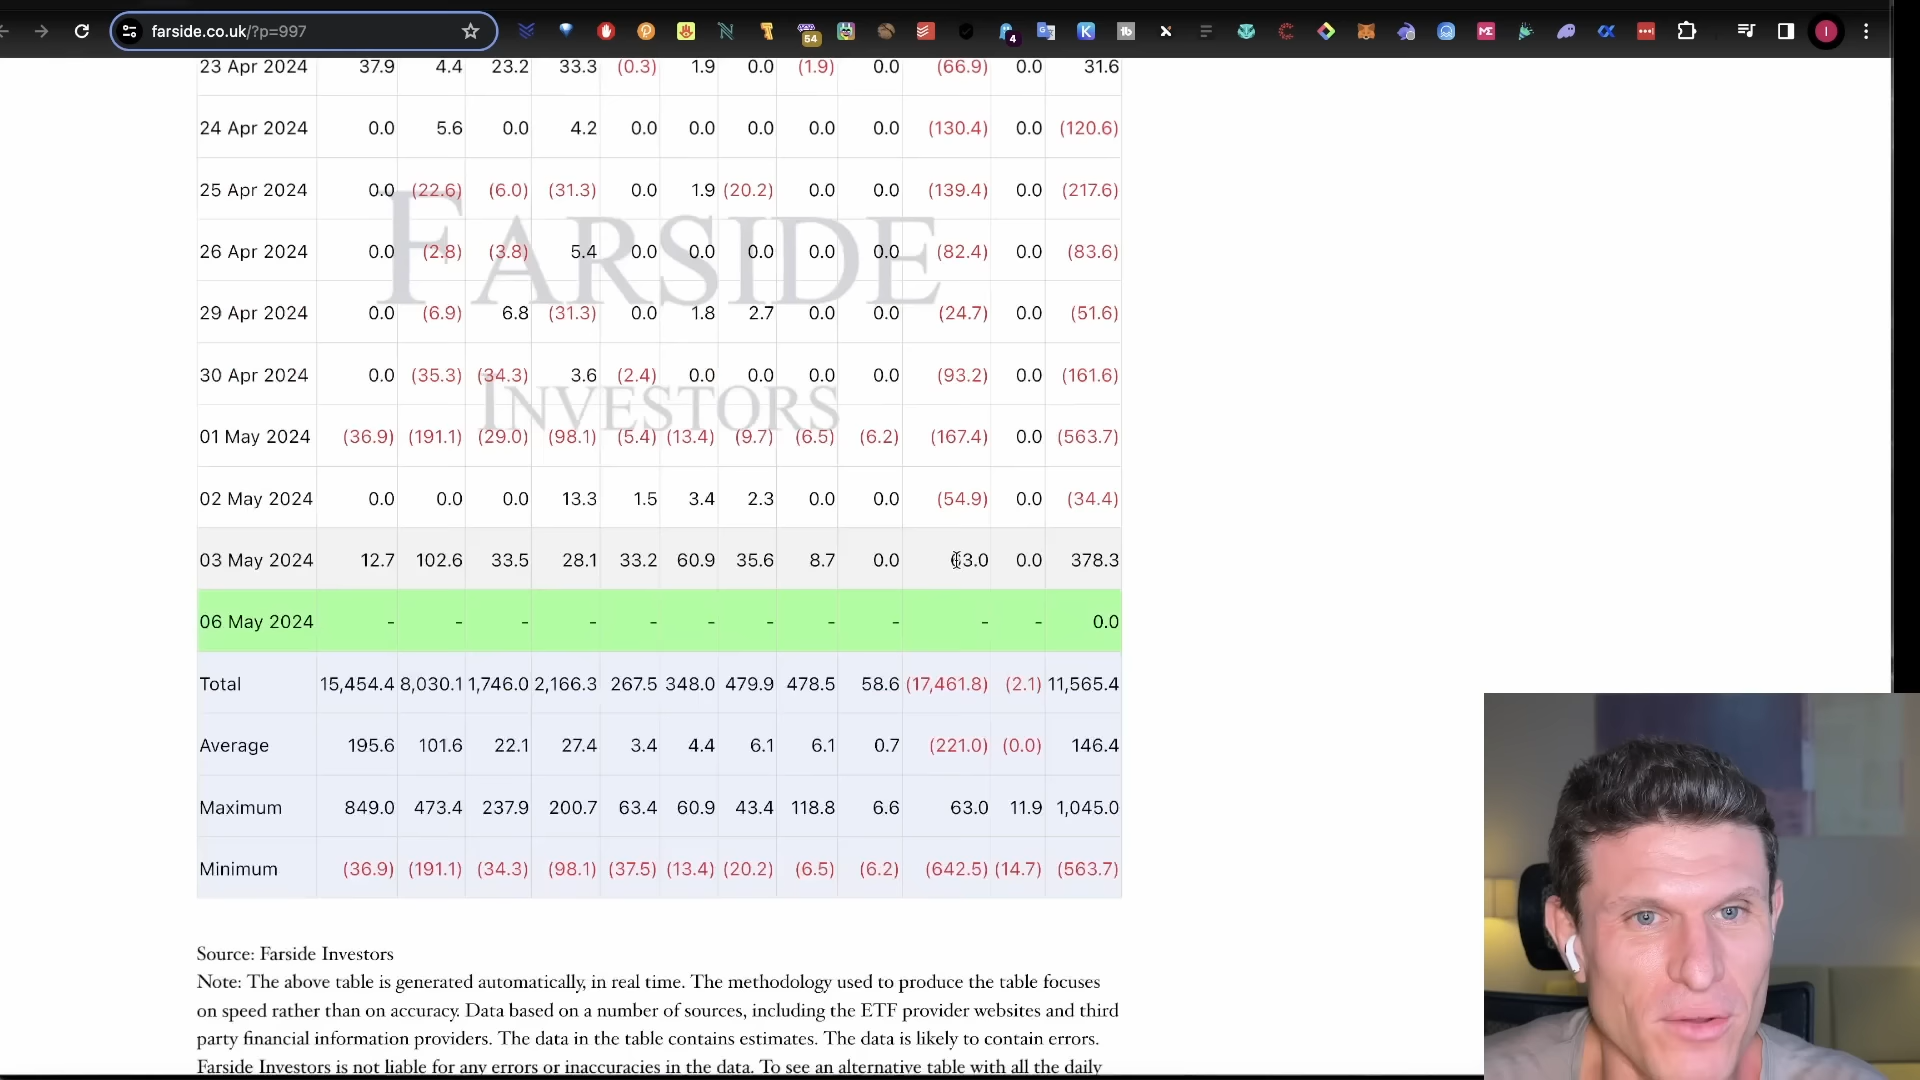 farside.co.uk/?p=997
54
4
tb
ME
I
23 Apr 2024 37.9 4.4 23.2 33.3 (0.3) 1.9 0.0 (1.9) 0.0 (66.9) 0.0 31.6
24 Apr 2024 0.0 5.6 0.0 4.2 0.0 0.0 0.0 0.0 0.0 (130.4) 0.0 (120.6)
25 Apr 2024 0.0 (22.6) (6.0) (31.3) 0.0 1.9 (20.2) 0.0 0.0 (139.4) 0.0 (217.6)
FARSIDE
26 Apr 2024 0.0 (2.8) (3.8) 5.4 0.0 0.0 0.0 0.0 0.0 (82.4) 0.0 (83.6)
29 Apr 2024 0.0 (6.9) 6.8 (31.3) 0.0 1.8 2.7 0.0 0.0 (24.7) 0.0 (51.6)
30 Apr 2024 0.0 (35.3) (34.3) 3.6 (2.4) 0.0 0.0 0.0 0.0 (93.2) 0.0 (161.6)
INVESTORS
01 May 2024 (36.9) (191.1) (29.0) (98.1) (5.4) (13.4) (9.7) (6.5) (6.2) (167.4) 0.0 (563.7)
02 May 2024 0.0 0.0 0.0 13.3 1.5 3.4 2.3 0.0 0.0 (54.9) 0.0 (34.4)
03 May 2024 12.7 102.6 33.5 28.1 33.2 60.9 35.6 8.7 0.0 63.0 0.0 378.3
06 May 2024 - - - - - - - - - - - 0.0
Total 15,454.4 8,030.1 1,746.0 2,166.3 267.5 348.0 479.9 478.5 58.6 (17,461.8) (2.1) 11,565.4
Average 195.6 101.6 22.1 27.4 3.4 4.4 6.1 6.1 0.7 (221.0) (0.0) 146.4
Maximum 849.0 473.4 237.9 200.7 63.4 60.9 43.4 118.8 6.6 63.0 11.9 1,045.0
Minimum (36.9) (191.1) (34.3) (98.1) (37.5) (13.4) (20.2) (6.5) (6.2) (642.5) (14.7) (563.7)
Source: Farside Investors
Note: The above table is generated automatically, in real time. The methodology used to produce the table focuses
on speed rather than on accuracy. Data based on a number of sources, including the ETF provider websites and third
party financial information providers. The data in the table contains estimates. The data is likely to contain errors.
Farside Investors is not liable for any errors or inaccuracies in the data. To see an alternative table with all the daily